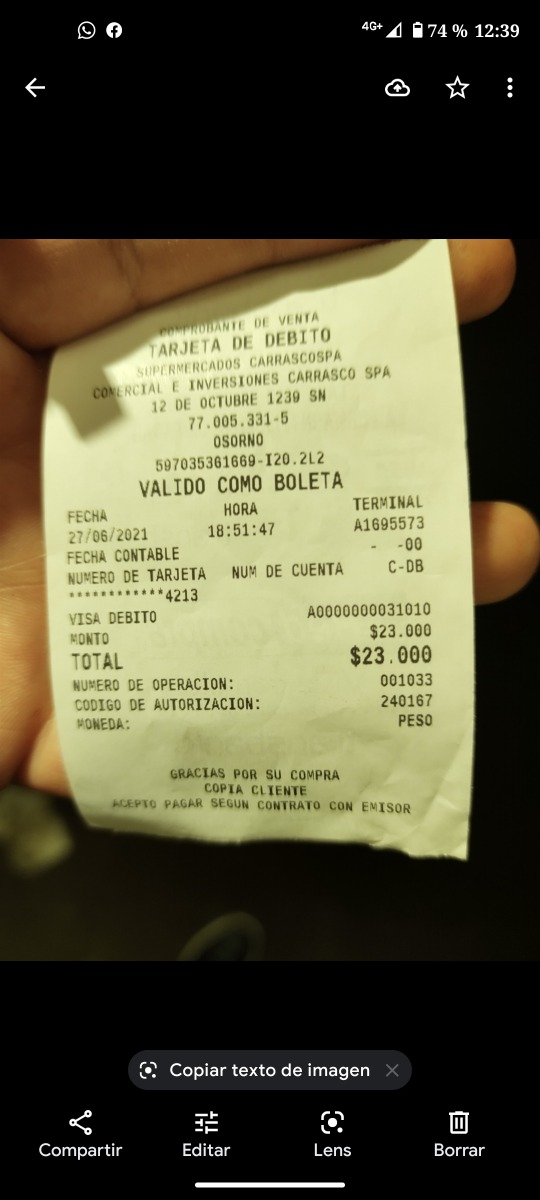 4G+ 74 % 12:39
COMPROBANTE DE VENTA
TARJETA DE DEBITO
SUPERMERCADOS CARRASCOSPA
COMERCIAL E INVERSIONES CARRASCO SPA
12 DE OCTUBRE 1239 SN
77.005.331-5
OSORNO
597035361669-I20.2L2
VALIDO COMO BOLETA
FECHA HORA TERMINAL
27/06/2021 18:51:47 A1695573
FECHA CONTABLE - -00
NUMERO DE TARJETA NUM DE CUENTA C-DB
************4213
VISA DEBITO A0000000031010
MONTO $23.000
TOTAL $23.000
NUMERO DE OPERACION: 001033
CODIGO DE AUTORIZACION: 240167
MONEDA: PESO
GRACIAS POR SU COMPRA
COPIA CLIENTE
ACEPTO PAGAR SEGUN CONTRATO CON EMISOR
Copiar texto de imagen
Compartir Editar Lens Borrar